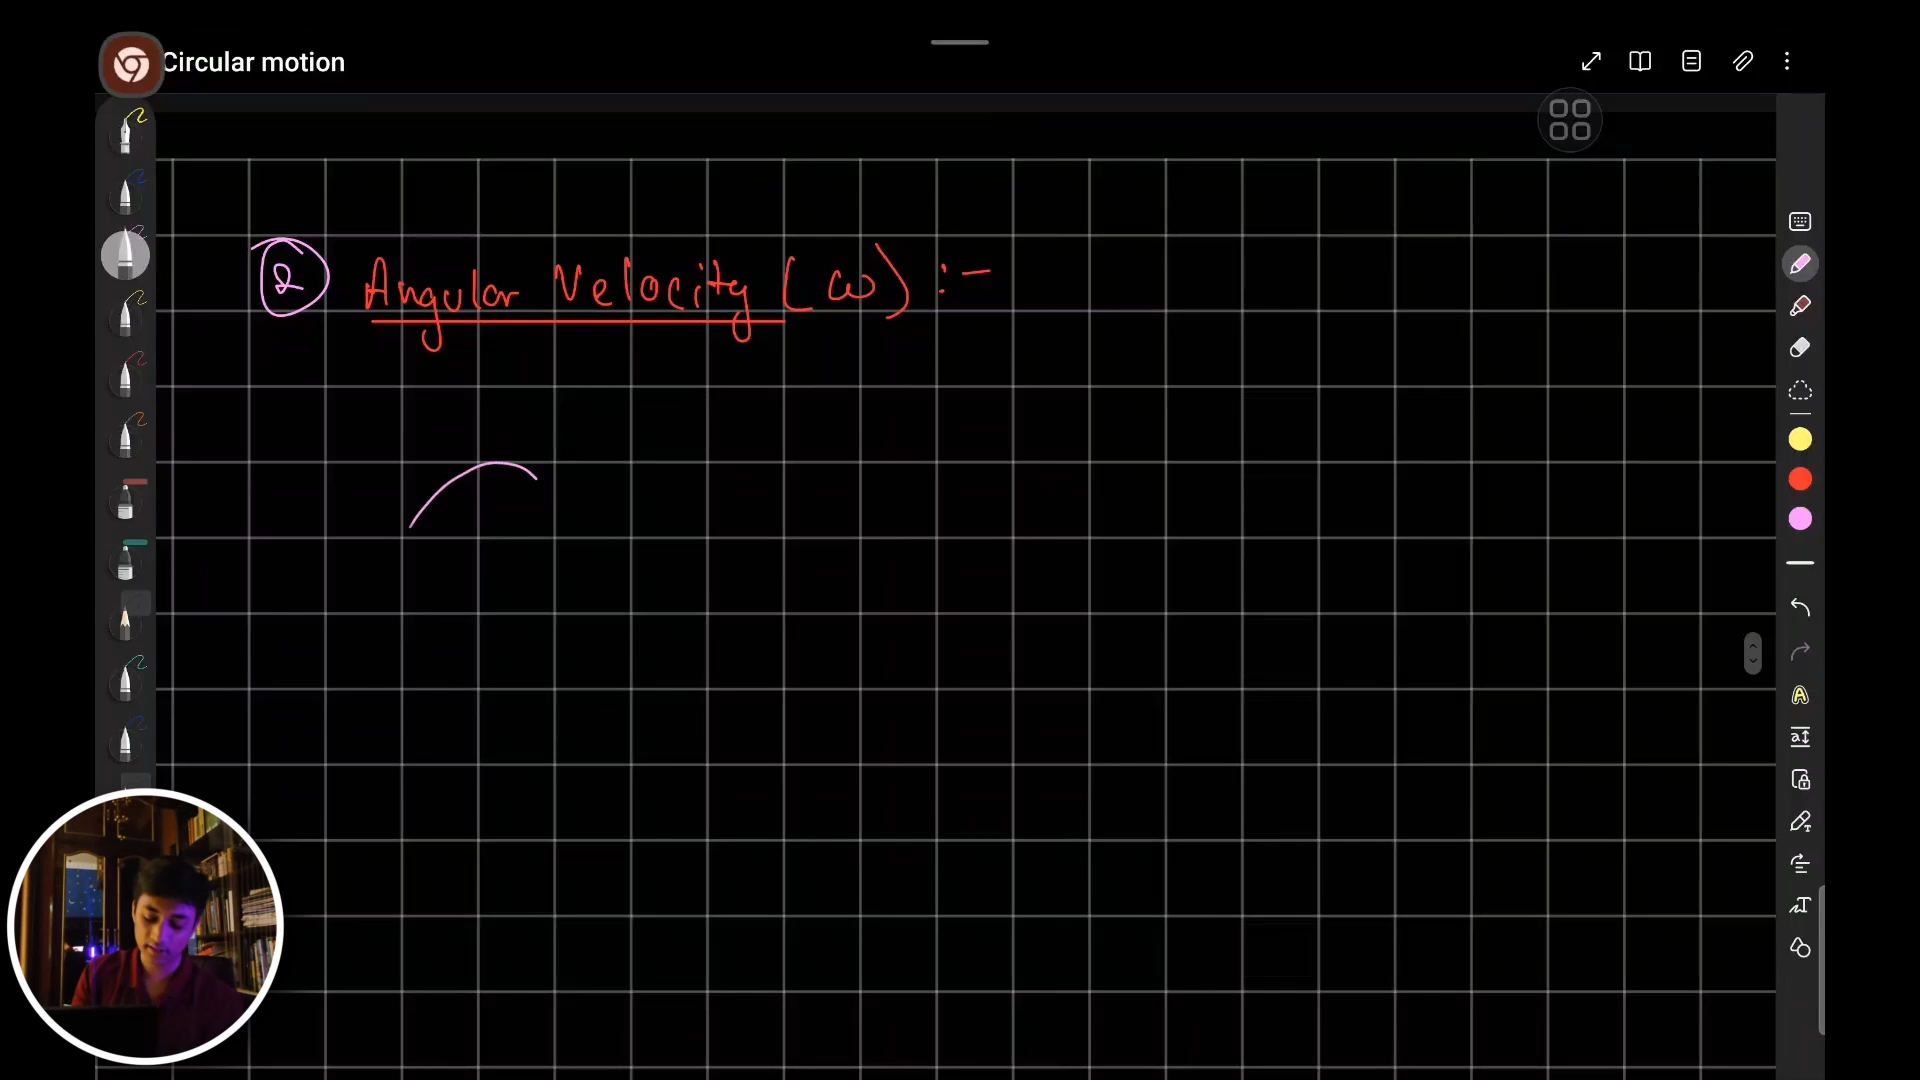 Circular motion
② Angular Velocity (ω) :-